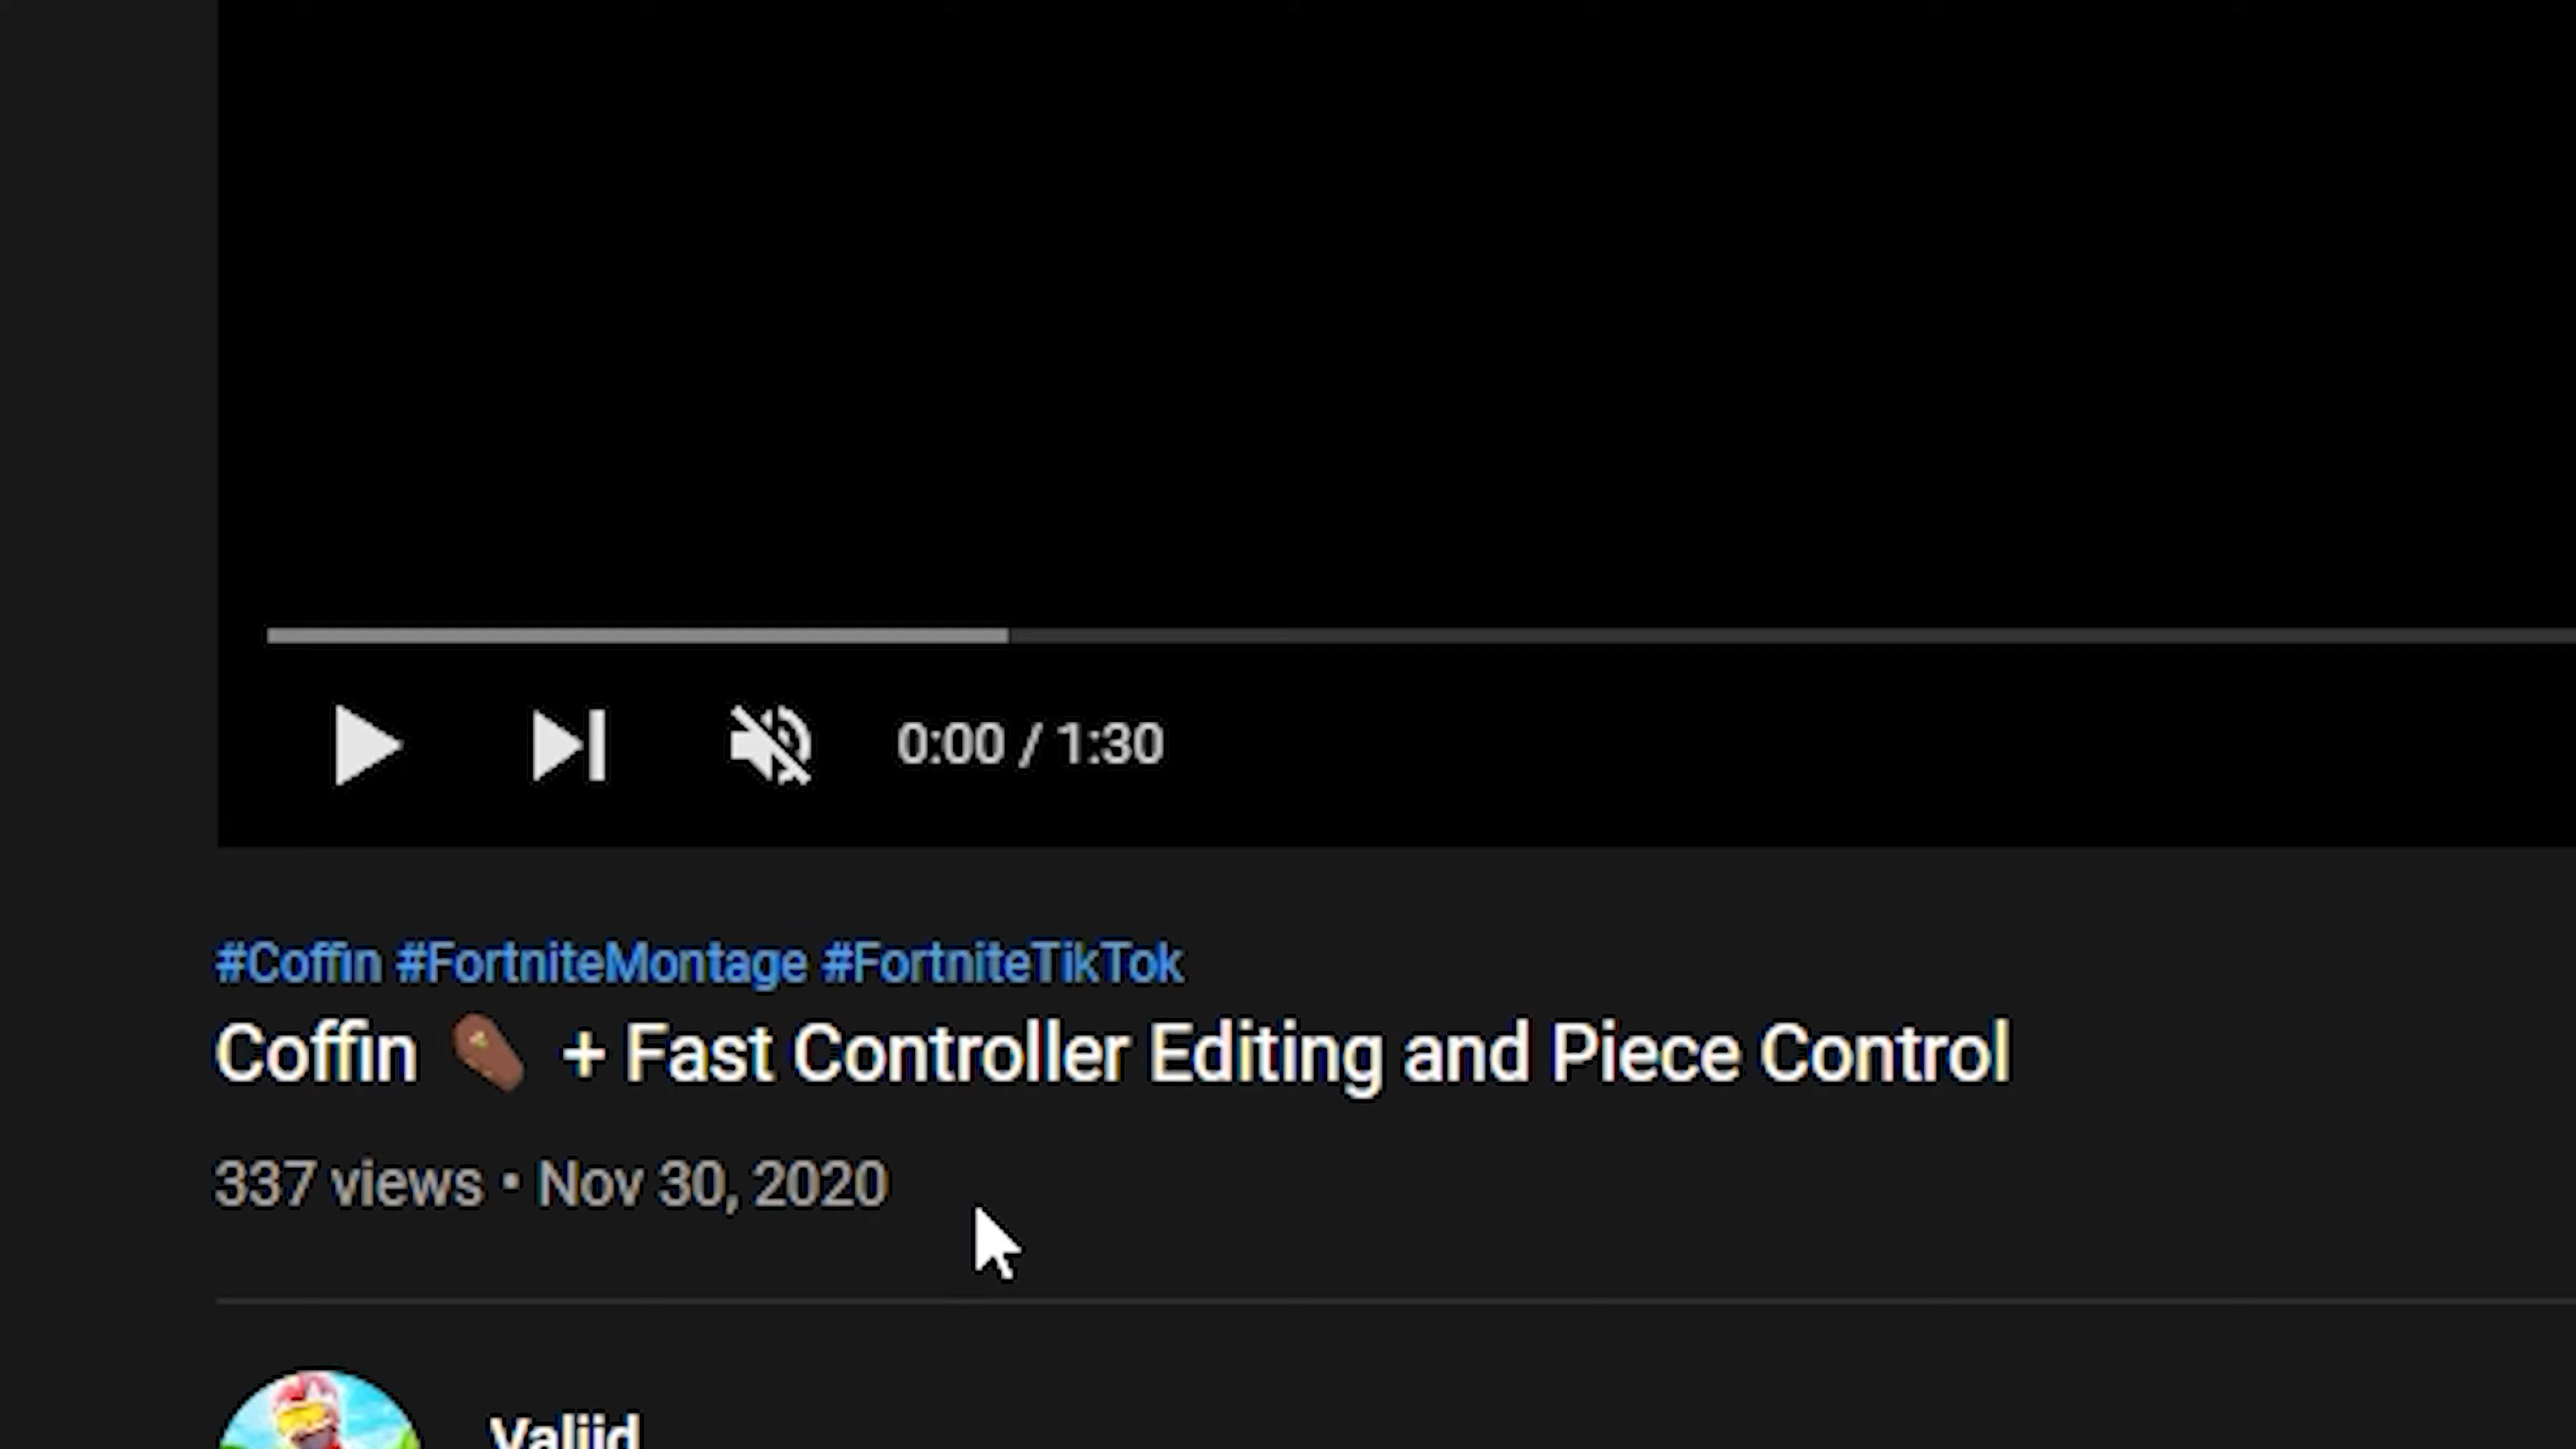 0:00 / 1:30
#Coffin #FortniteMontage #FortniteTikTok
Coffin ⚰️ + Fast Controller Editing and Piece Control
337 views • Nov 30, 2020
Valiid